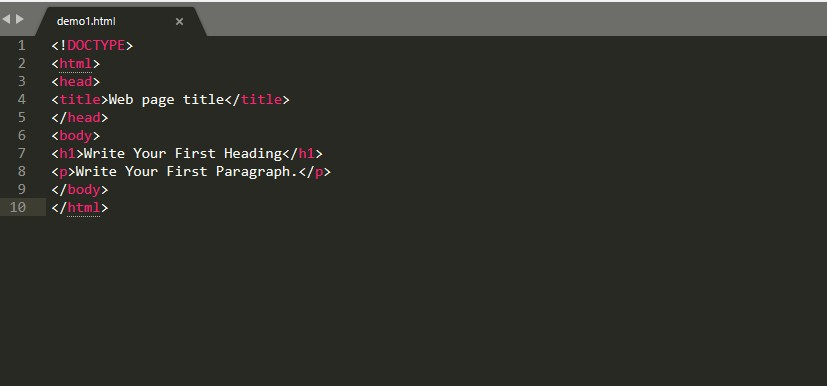 demo1.html ×
1 <!DOCTYPE>
2 <html>
3 <head>
4 <title>Web page title</title>
5 </head>
6 <body>
7 <h1>Write Your First Heading</h1>
8 <p>Write Your First Paragraph.</p>
9 </body>
10 </html>